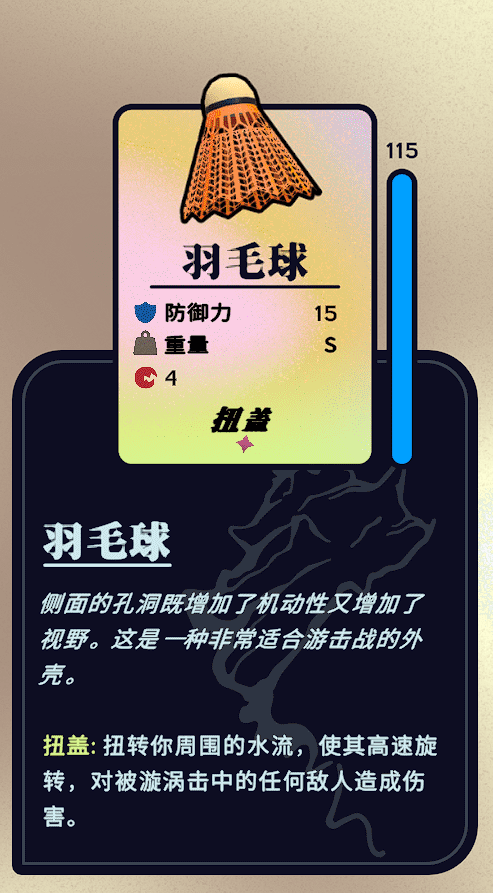 115
羽毛球
防御力 15
重量 S
4
扭盖
羽毛球
侧面的孔洞既增加了机动性又增加了
视野。这是一种非常适合游击战的外
壳。
扭盖: 扭转你周围的水流，使其高速旋
转，对被漩涡击中的任何敌人造成伤
害。